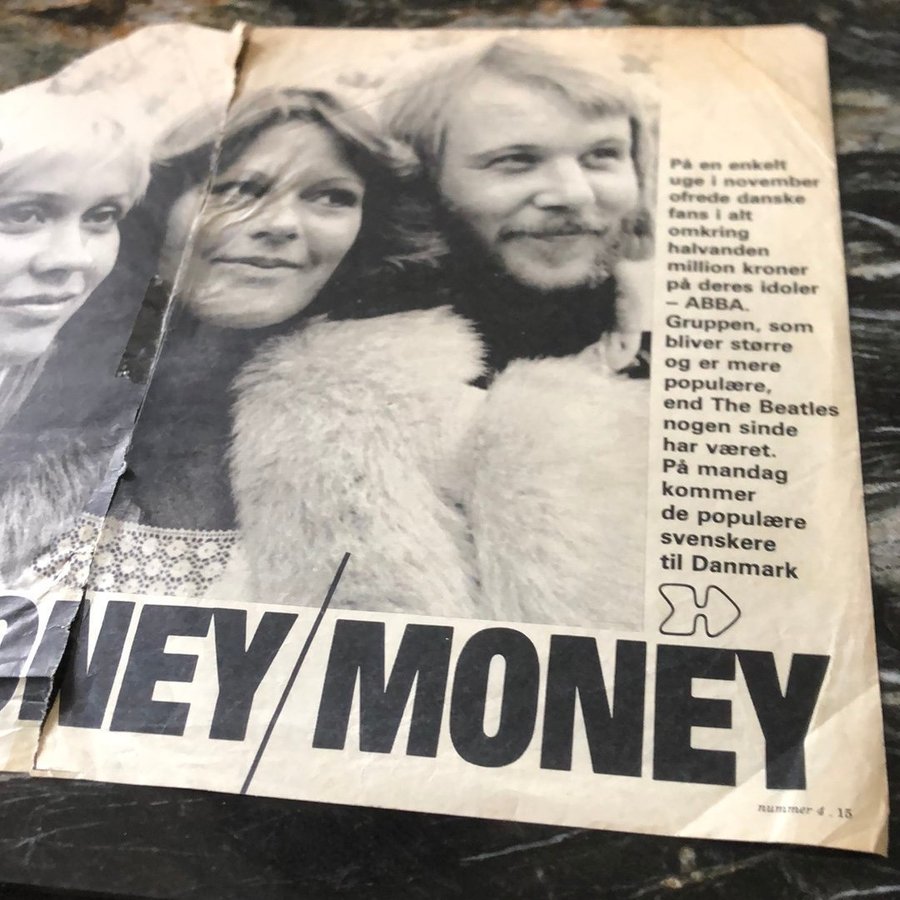 På en enkelt
uge i november
ofrede danske
fans i alt
omkring
halvanden
million kroner
på deres idoler
– ABBA.
Gruppen, som
bliver større
og er mere
populære,
end The Beatles
nogen sinde
har været.
På mandag
kommer
de populære
svenskere
til Danmark
ONEY/MONEY
nummer 4 . 15